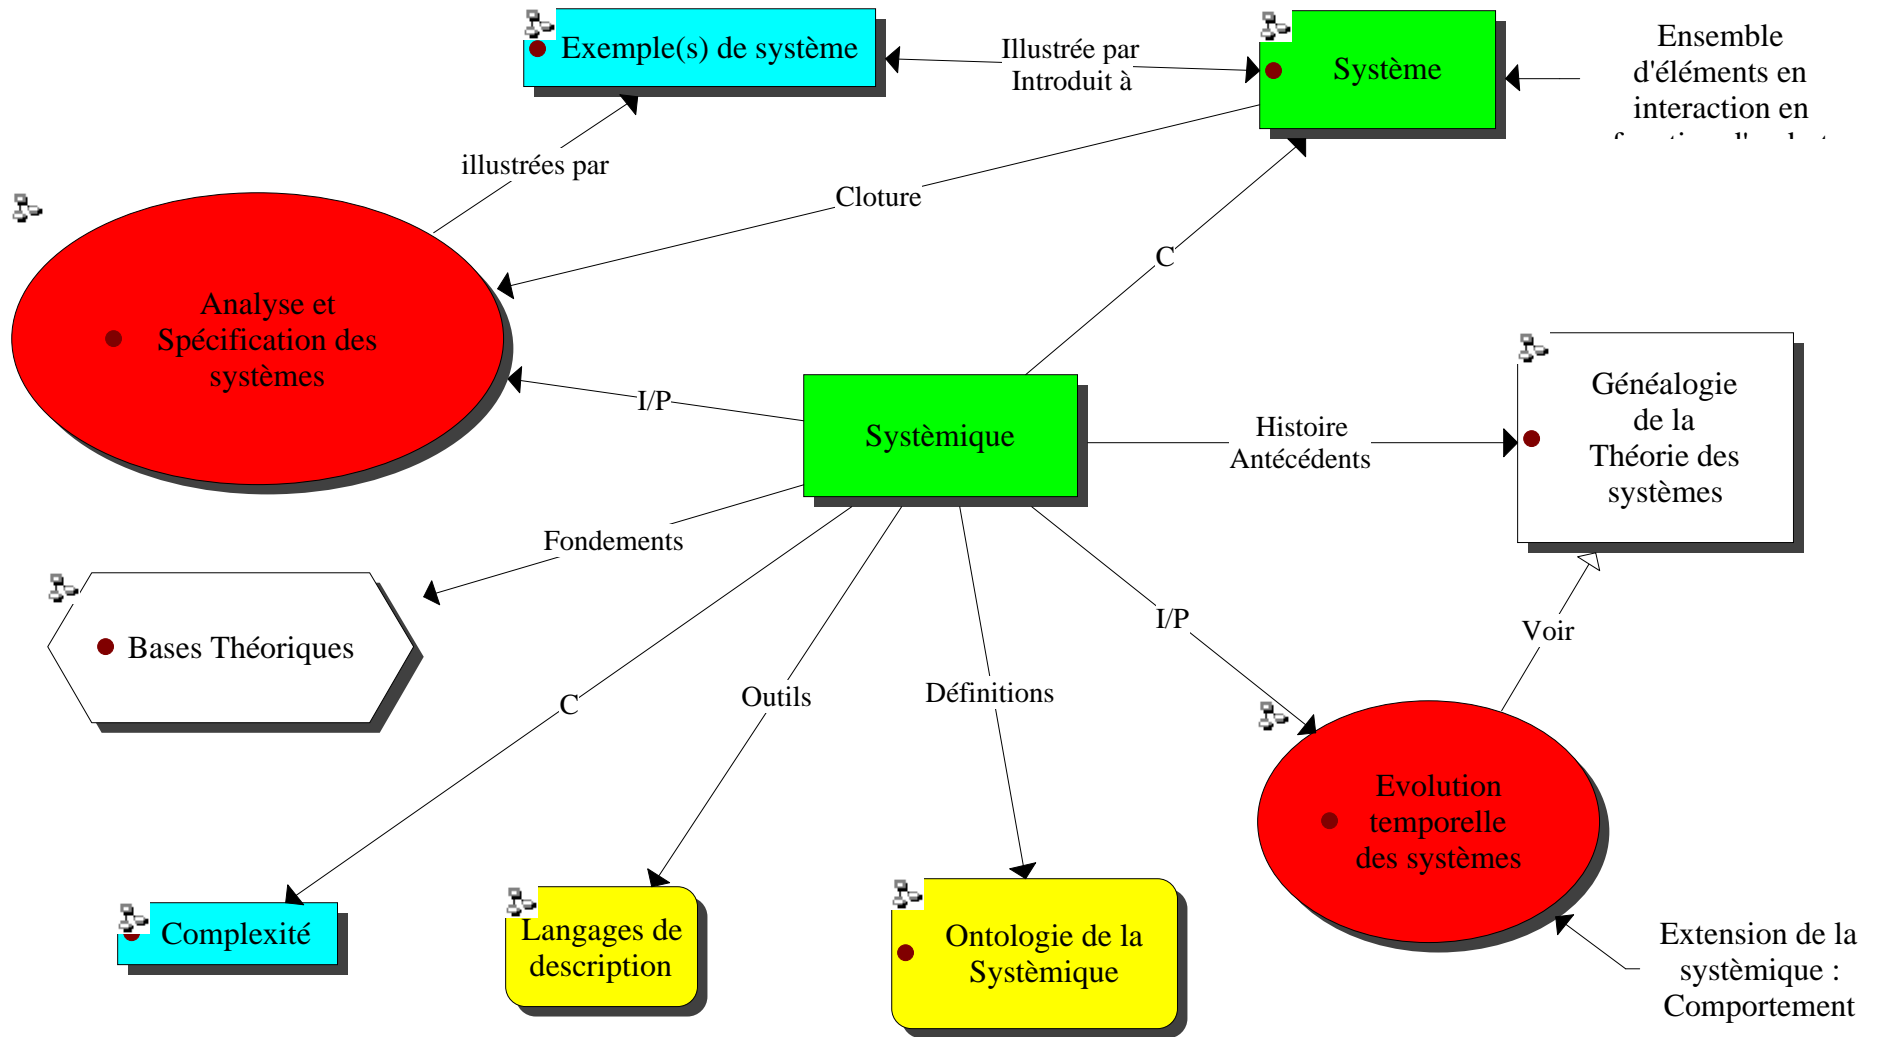 Exemple(s) de système
Illustrée par
Introduit à
Système
Ensemble
d'éléments en
interaction en
illustrées par
Cloture
C
Analyse et
Spécification des
systèmes
I/P
Systèmique
Histoire
Antécédents
Généalogie
de la
Théorie des
systèmes
Fondements
Bases Théoriques
I/P
Voir
C
Outils
Définitions
Evolution
temporelle
des systèmes
Complexité
Langages de
description
Ontologie de la
Systèmique
Extension de la
systèmique :
Comportement